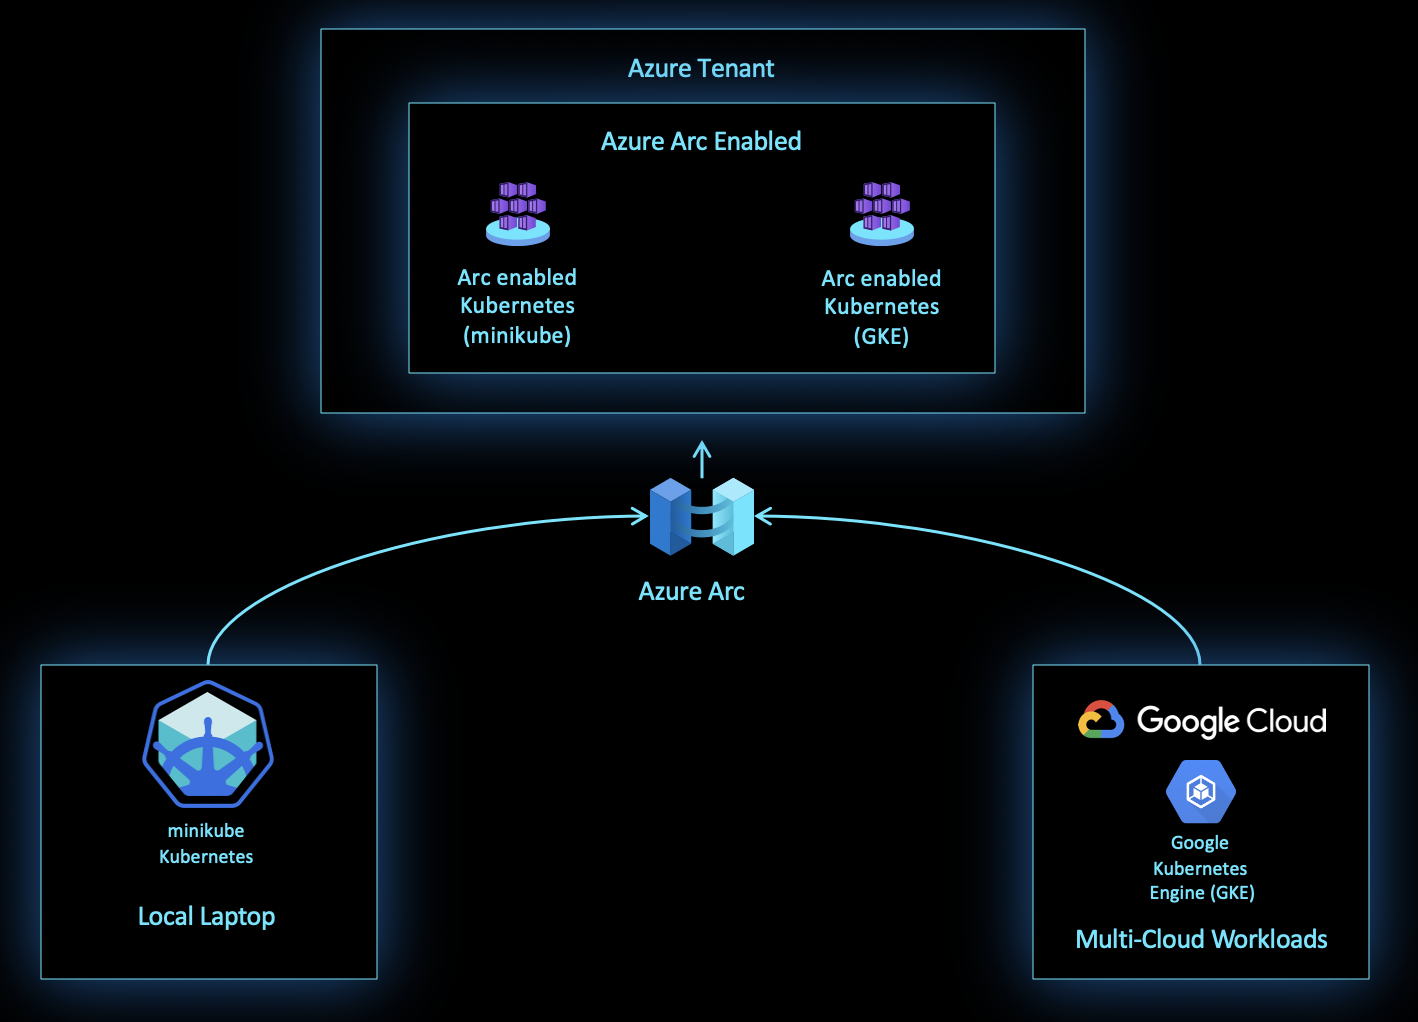 Azure Tenant
Azure Arc Enabled
Arc enabled
Kubernetes
(minikube)
Arc enabled
Kubernetes
(GKE)
Azure Arc
minikube
Kubernetes
Local Laptop
Google Cloud
Google
Kubernetes
Engine (GKE)
Multi-Cloud Workloads